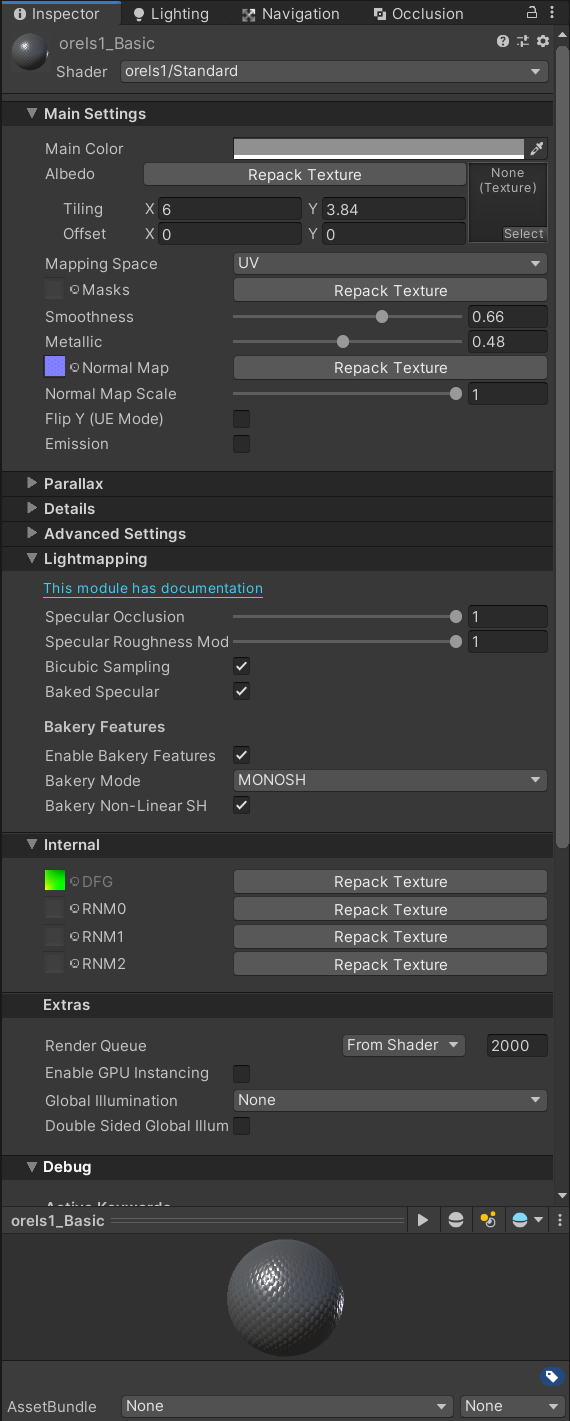 Inspector Lighting Navigation Occlusion
orels1_Basic
Shader orels1/Standard
Main Settings
Main Color
Albedo Repack Texture None
(Texture)
Tiling X 6 Y 3.84
Offset X 0 Y 0 Select
Mapping Space UV
Masks Repack Texture
Smoothness 0.66
Metallic 0.48
Normal Map Repack Texture
Normal Map Scale 1
Flip Y (UE Mode)
Emission
Parallax
Details
Advanced Settings
Lightmapping
This module has documentation
Specular Occlusion 1
Specular Roughness Mod 1
Bicubic Sampling
Baked Specular
Bakery Features
Enable Bakery Features
Bakery Mode MONOSH
Bakery Non-Linear SH
Internal
DFG Repack Texture
RNM0 Repack Texture
RNM1 Repack Texture
RNM2 Repack Texture
Extras
Render Queue From Shader 2000
Enable GPU Instancing
Global Illumination None
Double Sided Global Illum
Debug
Active Keywords
orels1_Basic
AssetBundle None None